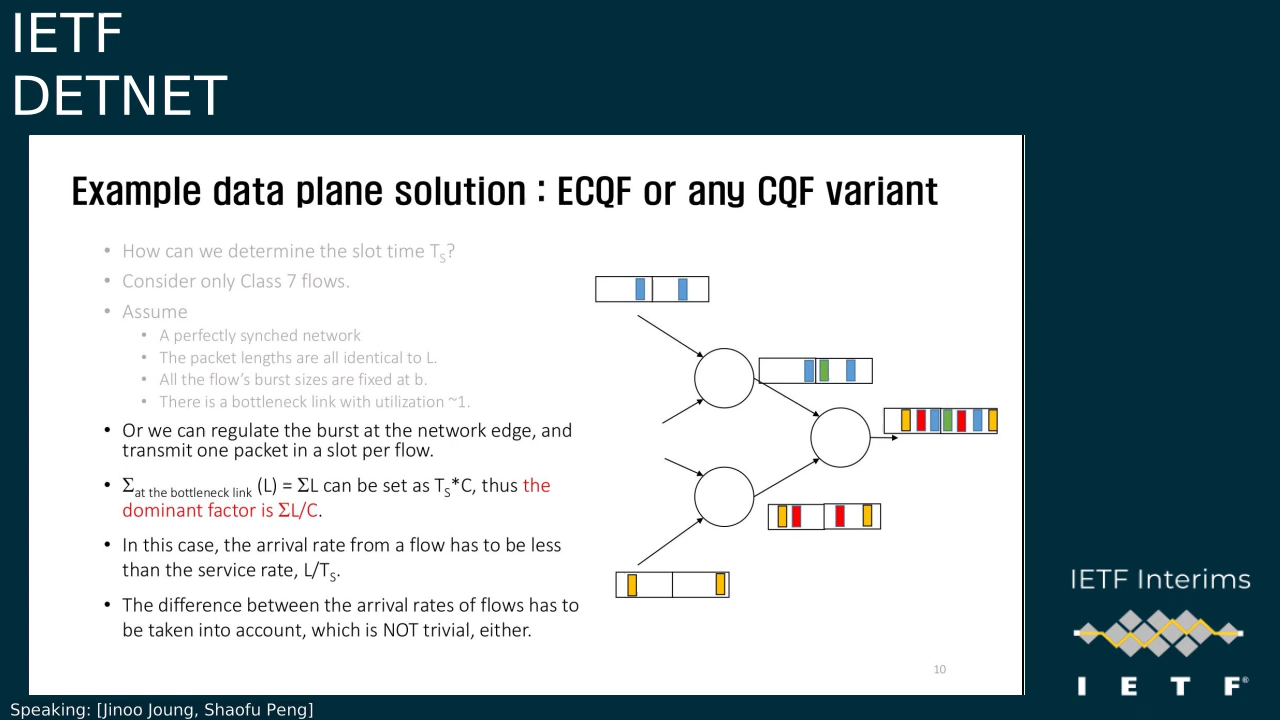 IETF
DETNET
Example data plane solution : ECQF or any CQF variant
• How can we determine the slot time TS?
• Consider only Class 7 flows.
• Assume
• A perfectly synched network
• The packet lengths are all identical to L.
• All the flow's burst sizes are fixed at b.
• There is a bottleneck link with utilization ~1.
• Or we can regulate the burst at the network edge, and
transmit one packet in a slot per flow.
• Σat the bottleneck link (L) = ΣL can be set as TS*C, thus the
dominant factor is ΣL/C.
• In this case, the arrival rate from a flow has to be less
than the service rate, L/TS.
• The difference between the arrival rates of flows has to
be taken into account, which is NOT trivial, either.
10
IETF Interims
I E T F®
Speaking: [Jinoo Joung, Shaofu Peng]